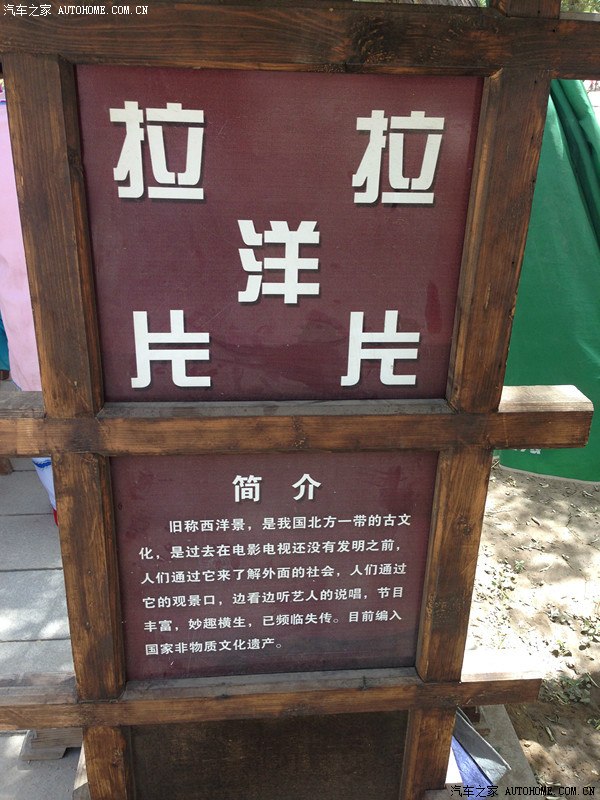 汽车之家 AUTOHOME.COM.CN
拉 拉
洋
片 片
简 介
旧称西洋景，是我国北方一带的古文
化，是过去在电影电视还没有发明之前，
人们通过它来了解外面的社会，人们通过
它的观景口，边看边听艺人的说唱，节目
丰富，妙趣横生，已频临失传。目前编入
国家非物质文化遗产。
汽车之家 AUTOHOME.COM.CN